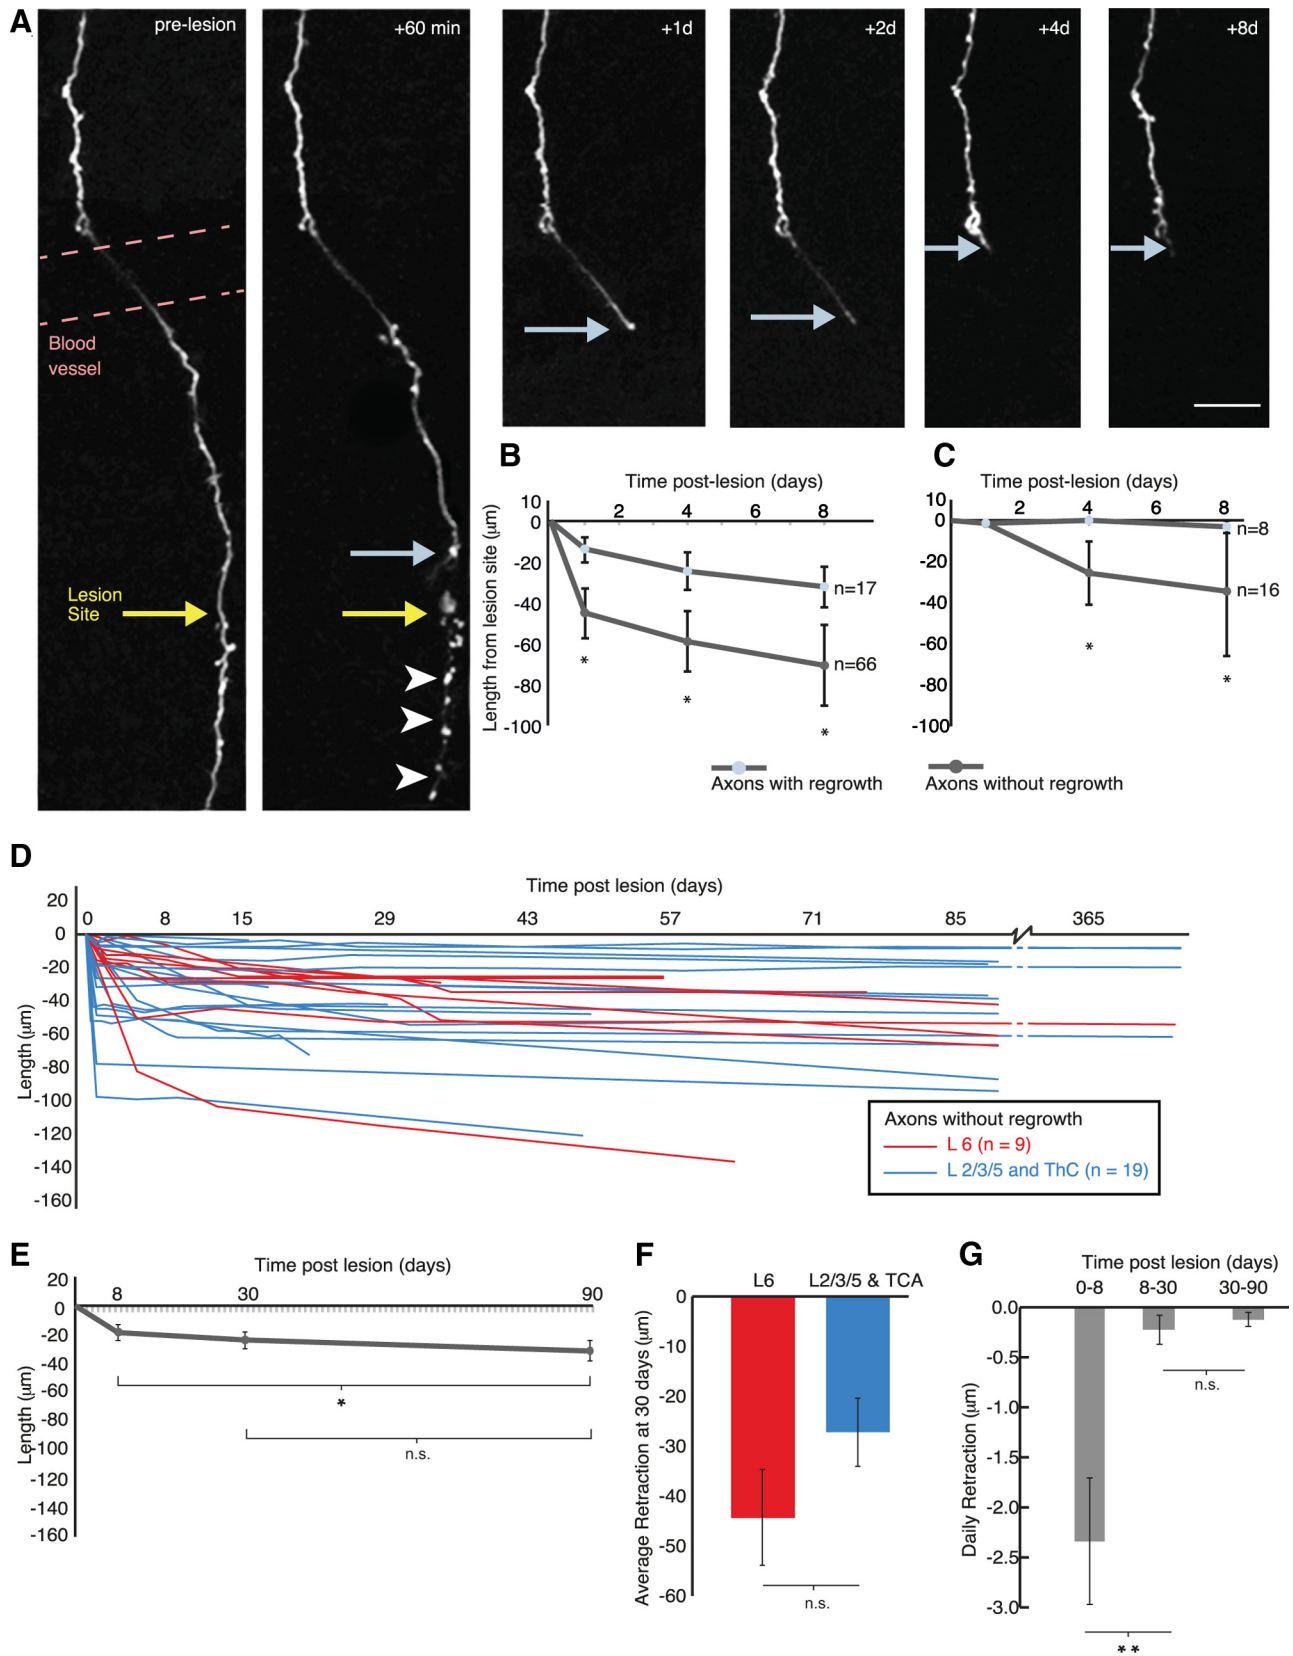 A
pre-lesion
+60 min
+1d
+2d
+4d
+8d
Blood
vessel
Lesion
Site
B
Time post-lesion (days)
10
0
-20
-40
-60
-80
-100
2
4
6
8
Length from lesion site (µm)
n=17
n=66
*
*
*
C
Time post-lesion (days)
10
0
-20
-40
-60
-80
-100
2
4
6
8
n=8
n=16
*
*
Axons with regrowth
Axons without regrowth
D
Time post lesion (days)
0
8
15
29
43
57
71
85
365
20
0
-20
-40
-60
-80
-100
-120
-140
-160
Length (µm)
Axons without regrowth
L 6 (n = 9)
L 2/3/5 and ThC (n = 19)
E
Time post lesion (days)
8
30
90
20
0
-20
-40
-60
-80
-100
-120
-140
-160
Length (µm)
*
n.s.
F
L6
L2/3/5 & TCA
0
-10
-20
-30
-40
-50
-60
Average Retraction at 30 days (µm)
n.s.
G
Time post lesion (days)
0-8
8-30
30-90
0.0
-0.5
-1.0
-1.5
-2.0
-2.5
-3.0
Daily Retraction (µm)
n.s.
**